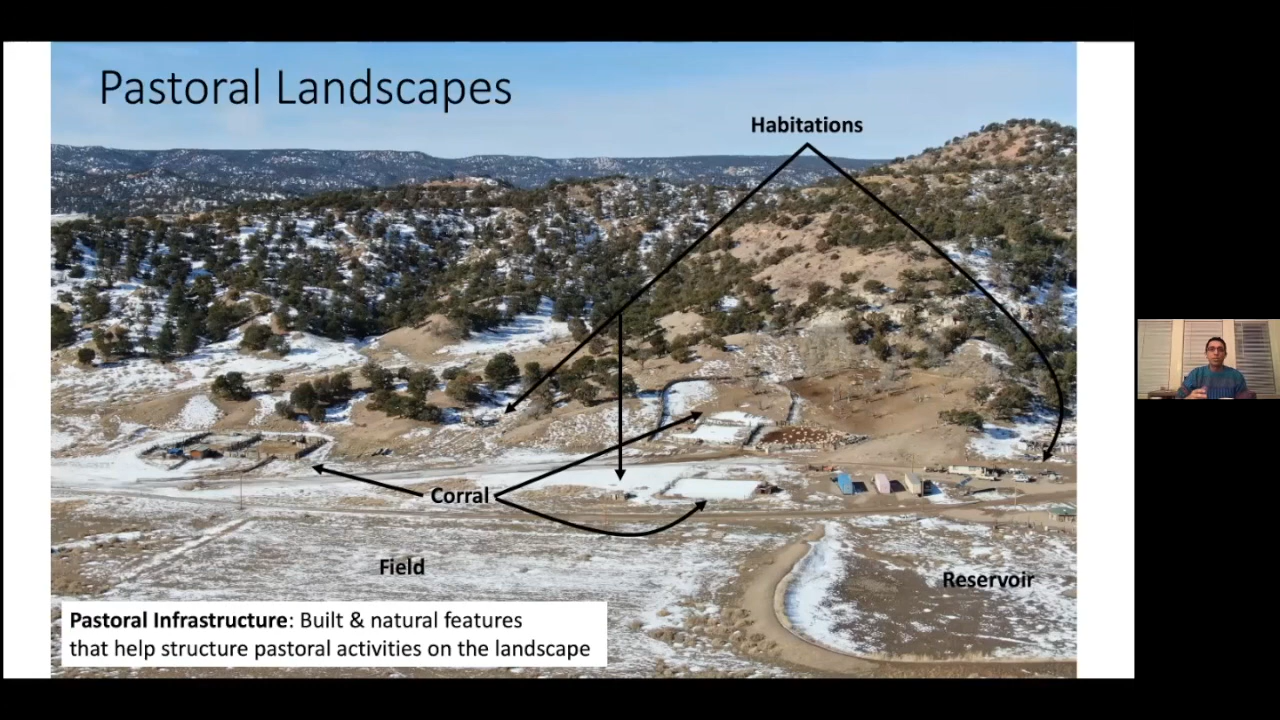 Pastoral Landscapes
Habitations
Corral
Field
Reservoir
Pastoral Infrastructure: Built & natural features
that help structure pastoral activities on the landscape